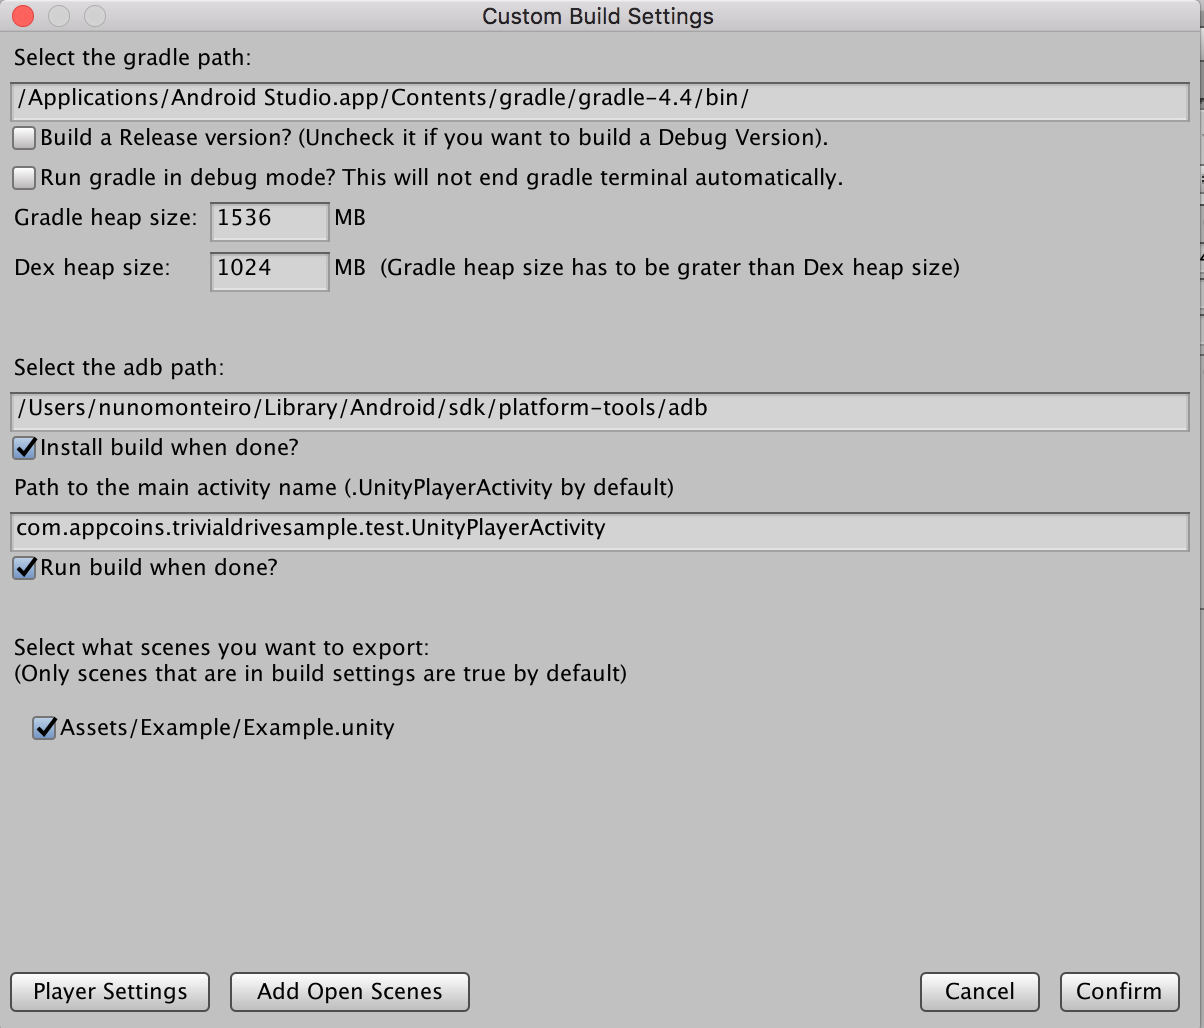 Custom Build Settings
Select the gradle path:
/Applications/Android Studio.app/Contents/gradle/gradle-4.4/bin/
Build a Release version? (Uncheck it if you want to build a Debug Version).
Run gradle in debug mode? This will not end gradle terminal automatically.
Gradle heap size: 1536 MB
Dex heap size: 1024 MB (Gradle heap size has to be grater than Dex heap size)
Select the adb path:
/Users/nunomonteiro/Library/Android/sdk/platform-tools/adb
Install build when done?
Path to the main activity name (.UnityPlayerActivity by default)
com.appcoins.trivialdrivesample.test.UnityPlayerActivity
Run build when done?
Select what scenes you want to export:
(Only scenes that are in build settings are true by default)
Assets/Example/Example.unity
Player Settings Add Open Scenes Cancel Confirm